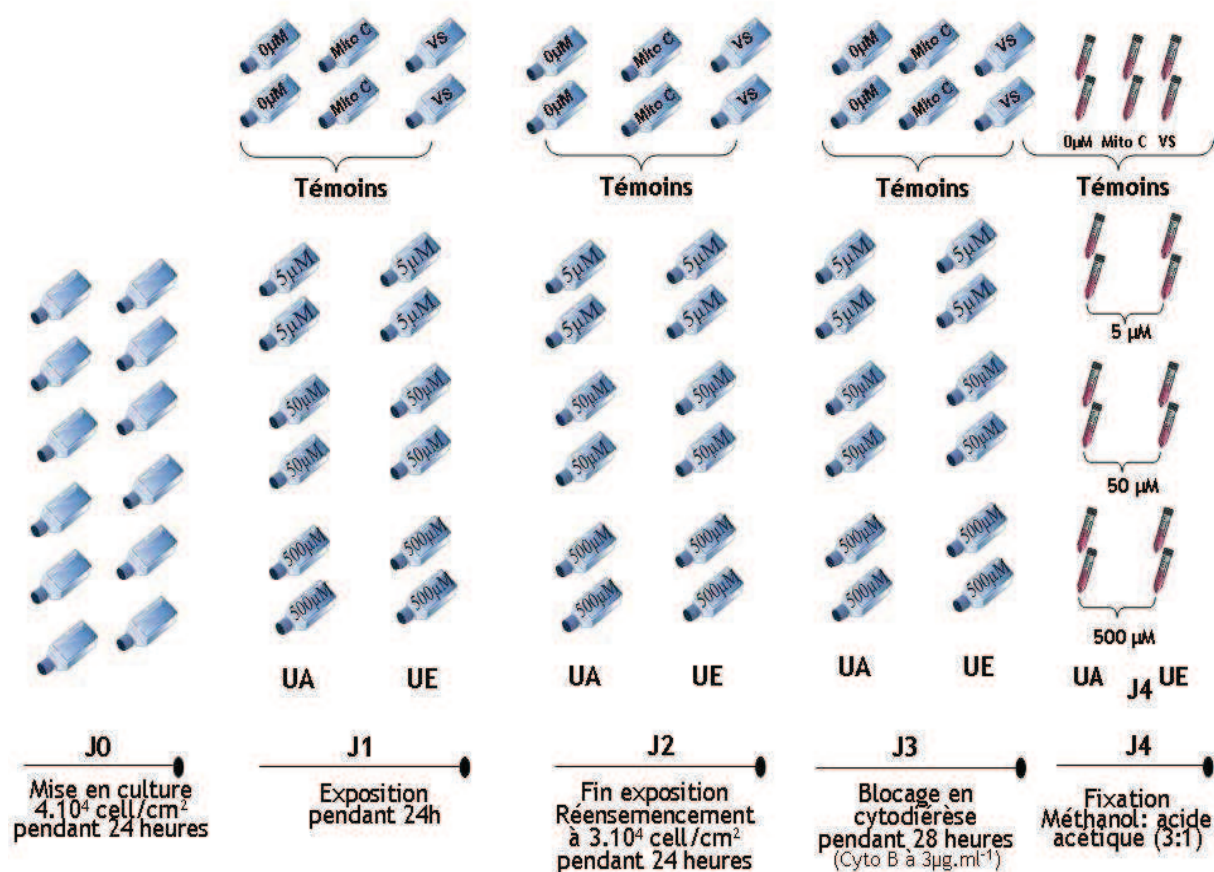 0µM Mito C VS
0µM Mito C VS
Témoins
0µM Mito C VS
0µM Mito C VS
Témoins
0µM Mito C VS
0µM Mito C VS
Témoins
0µM Mito C VS
Témoins
5µM 5µM
5µM 5µM
50µM 50µM
50µM 50µM
500µM 500µM
500µM 500µM
UA UE
5µM 5µM
5µM 5µM
50µM 50µM
50µM 50µM
500µM 500µM
500µM 500µM
UA UE
5µM 5µM
5µM 5µM
50µM 50µM
50µM 50µM
500µM 500µM
500µM 500µM
UA UE
5 µM
50 µM
500 µM
UA UE
J4
J0
Mise en culture
4.10⁴ cell/cm²
pendant 24 heures
J1
Exposition
pendant 24h
J2
Fin exposition
Réensemencement
à 3.10⁴ cell/cm²
pendant 24 heures
J3
Blocage en
cytodiérèse
pendant 28 heures
(Cyto B à 3µg.ml⁻¹)
J4
Fixation
Méthanol: acide
acétique (3:1)